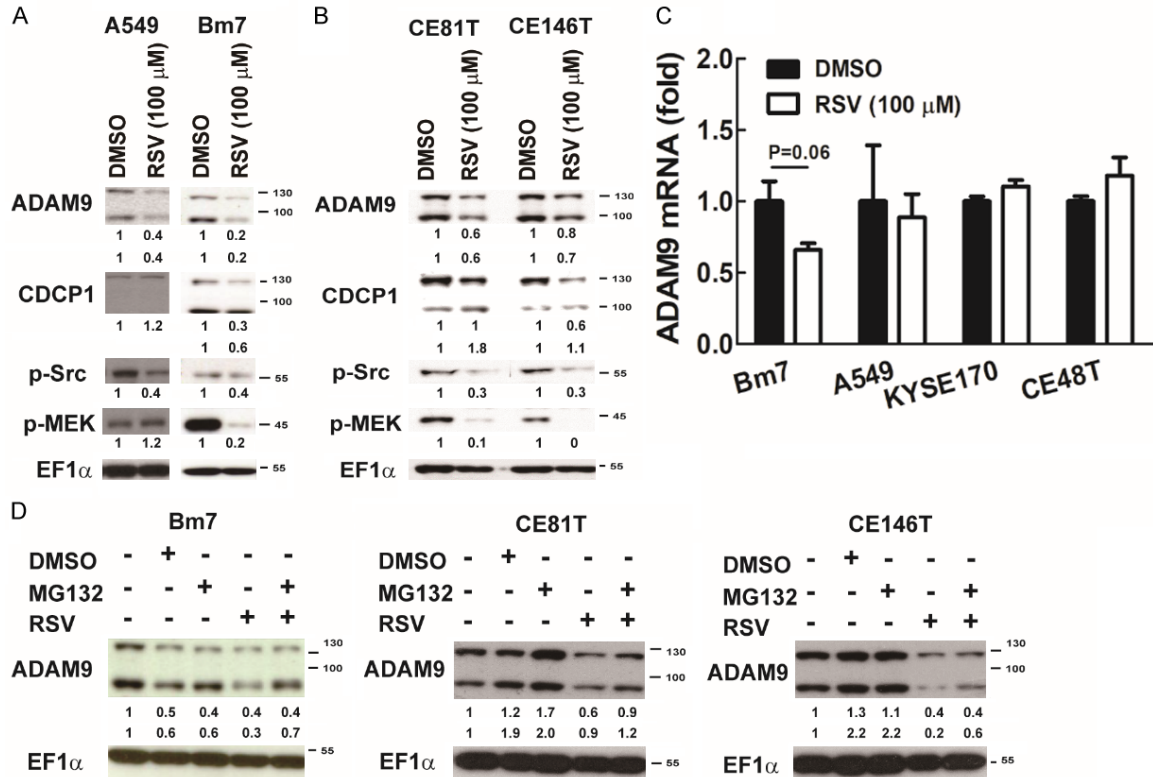 A
A549
Bm7
DMSO
RSV (100 μM)
DMSO
RSV (100 μM)
ADAM9
130
100
1 0.4 1 0.2
1 0.4 1 0.2
CDCP1
130
100
1 1.2 1 0.3
1 0.6
p-Src
55
1 0.4 1 0.4
p-MEK
45
1 1.2 1 0.2
EF1α
55
B
CE81T
CE146T
DMSO
RSV (100 μM)
DMSO
RSV (100 μM)
ADAM9
130
100
1 0.6 1 0.8
1 0.6 1 0.7
CDCP1
130
100
1 1 1 0.6
1 1.8 1 1.1
p-Src
55
1 0.3 1 0.3
p-MEK
45
1 0.1 1 0
EF1α
55
C
ADAM9 mRNA (fold)
2.0
1.5
1.0
0.5
0.0
DMSO
RSV (100 μM)
P=0.06
Bm7
A549
KYSE170
CE48T
D
Bm7
DMSO - + - - -
MG132 - - + - +
RSV - - - + +
ADAM9
130
100
1 0.5 0.4 0.4 0.4
1 0.6 0.6 0.3 0.7
EF1α
55
CE81T
DMSO - + - - -
MG132 - - + - +
RSV - - - + +
ADAM9
130
100
1 1.2 1.7 0.6 0.9
1 1.9 2.0 0.9 1.2
EF1α
55
CE146T
DMSO - + - - -
MG132 - - + - +
RSV - - - + +
ADAM9
130
100
1 1.3 1.1 0.4 0.4
1 2.2 2.2 0.2 0.6
EF1α
55